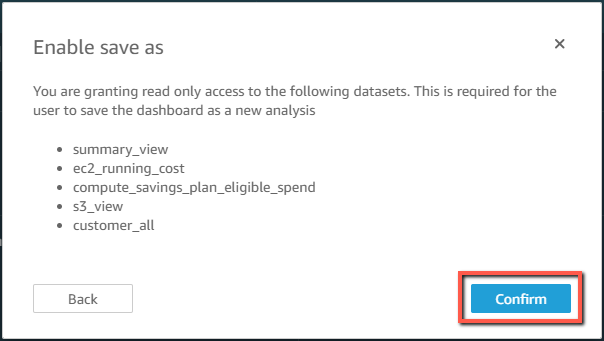 Enable save as
You are granting read only access to the following datasets. This is required for the
user to save the dashboard as a new analysis
• summary_view
• ec2_running_cost
• compute_savings_plan_eligible_spend
• s3_view
• customer_all
Back
Confirm